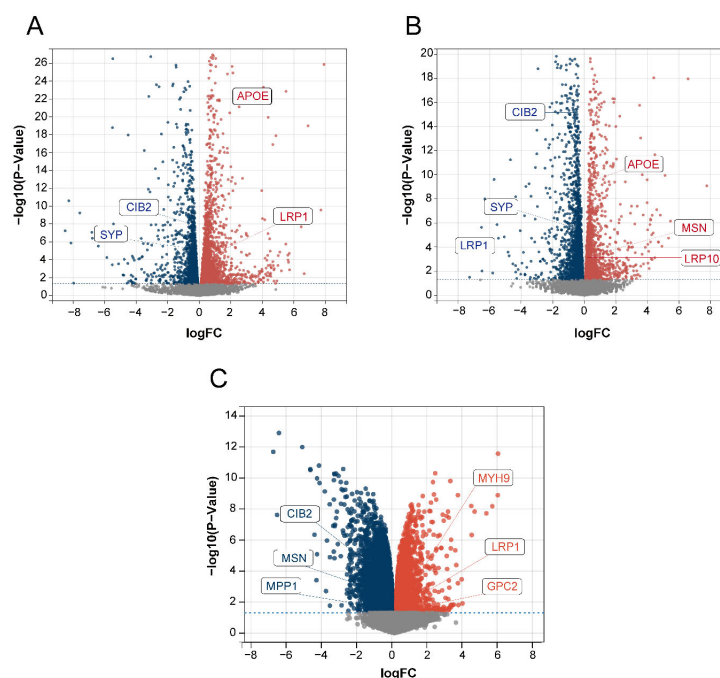 A
B
−log10(P−Value)
26
24
22
20
18
16
14
12
10
8
6
4
2
0
APOE
CIB2
LRP1
SYP
−8 −6 −4 −2 0 2 4 6 8
logFC
−log10(P−Value)
20
18
16
14
12
10
8
6
4
2
0
CIB2
APOE
SYP
MSN
LRP1
LRP10
−8 −6 −4 −2 0 2 4 6 8
logFC
C
−log10(P−Value)
14
12
10
8
6
4
2
0
MYH9
CIB2
LRP1
MSN
MPP1
GPC2
−8 −6 −4 −2 0 2 4 6 8
logFC